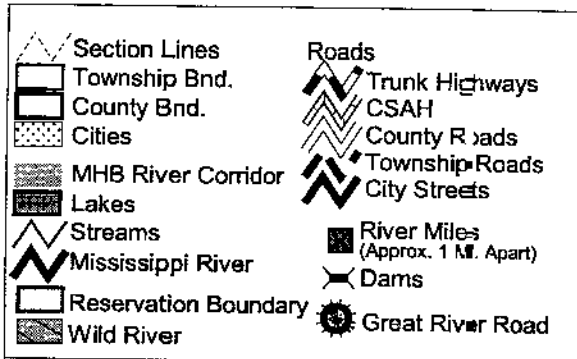 Section Lines
Township Bnd.
County Bnd.
Cities
MHB River Corridor
Lakes
Streams
Mississippi River
Reservation Boundary
Wild River
Roads
Trunk Highways
CSAH
County Roads
Township Roads
City Streets
River Miles
(Approx. 1 MI. Apart)
Dams
Great River Road